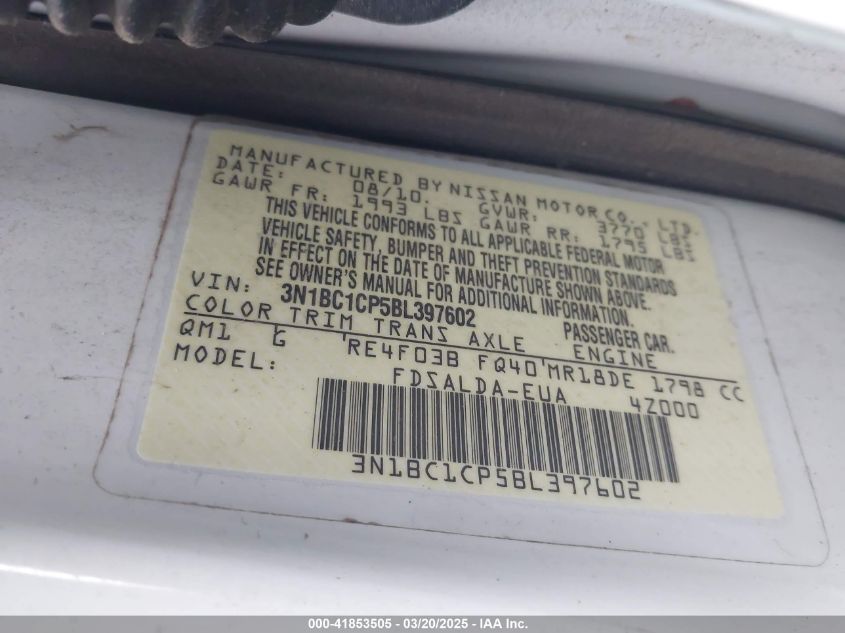 MANUFACTURED BY NISSAN MOTOR CO., LTD.
DATE: 08/10. GVWR: 3770 LBS
GAWR FR: 1993 LBS GAWR RR: 1795 LBS
THIS VEHICLE CONFORMS TO ALL APPLICABLE FEDERAL MOTOR
VEHICLE SAFETY, BUMPER AND THEFT PREVENTION STANDARDS
IN EFFECT ON THE DATE OF MANUFACTURE SHOWN ABOVE.
SEE OWNER'S MANUAL FOR ADDITIONAL INFORMATION.
VIN: 3N1BC1CP5BL397602 PASSENGER CAR.
COLOR TRIM TRANS AXLE ENGINE
QM1 G RE4F03B FQ40 MR18DE 1798 CC
MODEL: FDSALDA-EUA 4Z000
3N1BC1CP5BL397602
000-41853505 - 03/20/2025 - IAA Inc.